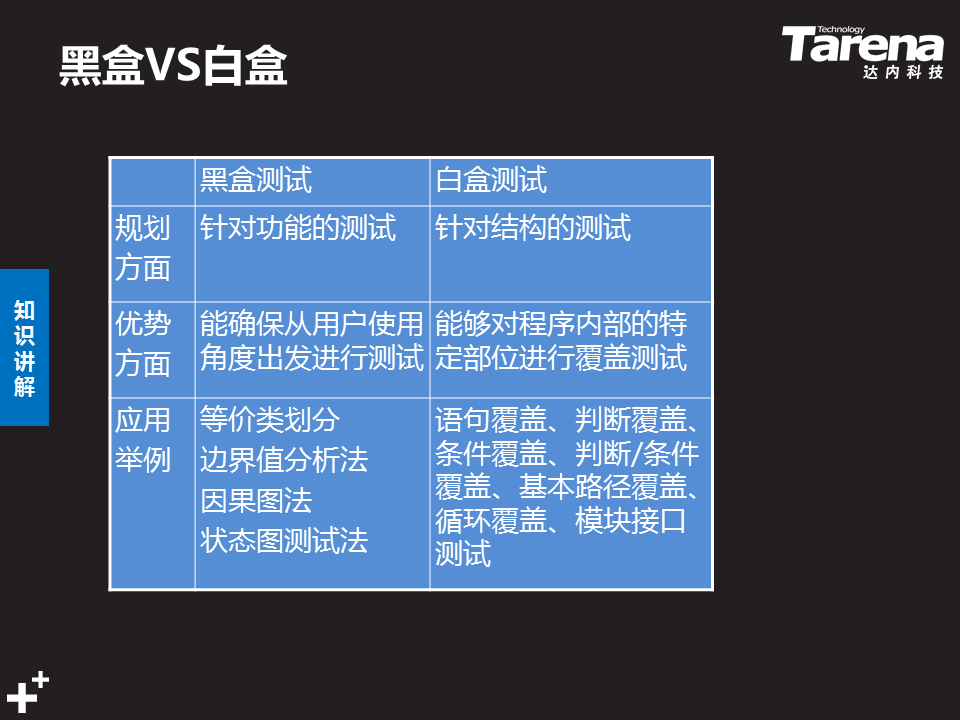 黑盒VS白盒
Technology
Tarena
达内科技
知
识
讲
解
黑盒测试 白盒测试
规划
方面
针对功能的测试
针对结构的测试
优势
方面
能确保从用户使用
角度出发进行测试
能够对程序内部的特
定部位进行覆盖测试
应用
举例
等价类划分
边界值分析法
因果图法
状态图测试法
语句覆盖、判断覆盖、
条件覆盖、判断/条件
覆盖、基本路径覆盖、
循环覆盖、模块接口
测试